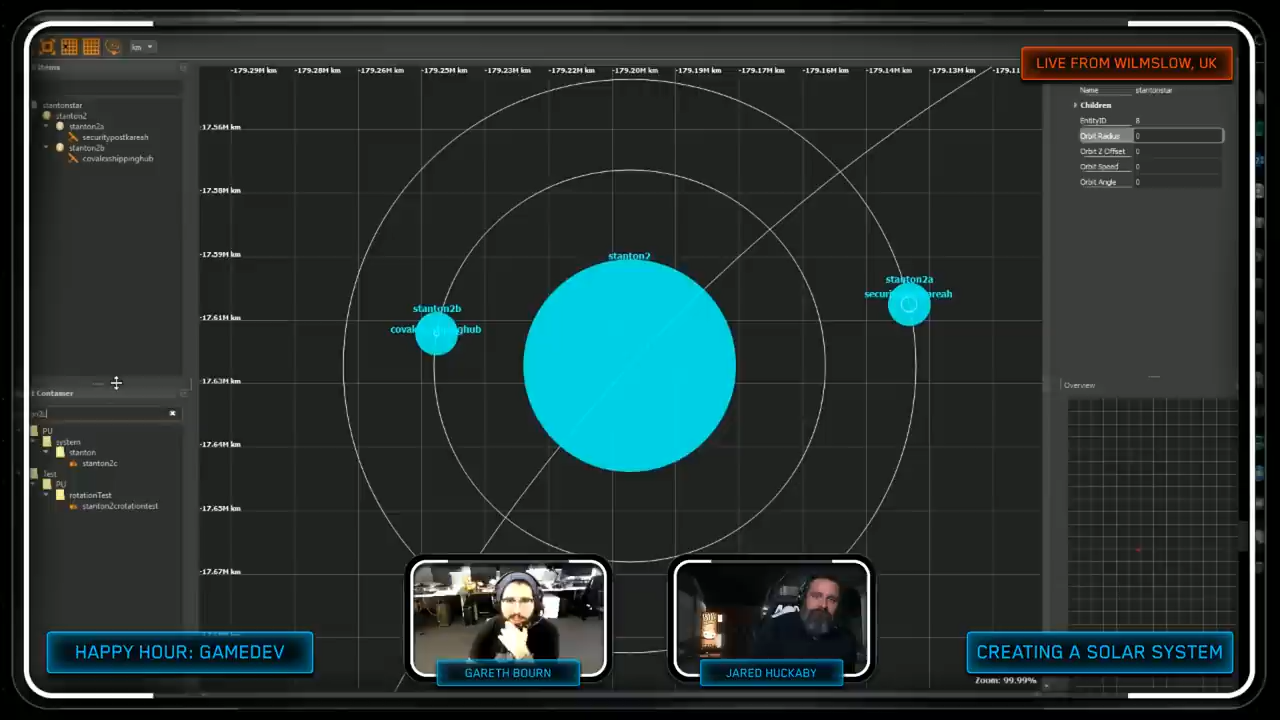 km
LIVE FROM WILMSLOW, UK
-179.29M km -179.28M km -179.26M km -179.25M km -179.23M km -179.22M km -179.20M km -179.19M km -179.17M km -179.16M km -179.14M km -179.13M km -179.11
Name stantonstar
Children
EntityID 8
Orbit Radius 0
Orbit Z Offset 0
Orbit Speed 0
Orbit Angle 0
stantonstar
stanton2
stanton2a
securitypostkareah
stanton2b
covalexshippinghub
-17.56M km
-17.58M km
-17.59M km
-17.61M km
-17.63M km
-17.64M km
-17.65M km
-17.67M km
stanton2
stanton2a
stanton2b
Container
PU
system
stanton
stanton2c
Test
PU
rotationTest
stanton2crotationtest
Overview
Zoom: 99.99%
HAPPY HOUR: GAMEDEV
GARETH BOURN
JARED HUCKABY
CREATING A SOLAR SYSTEM